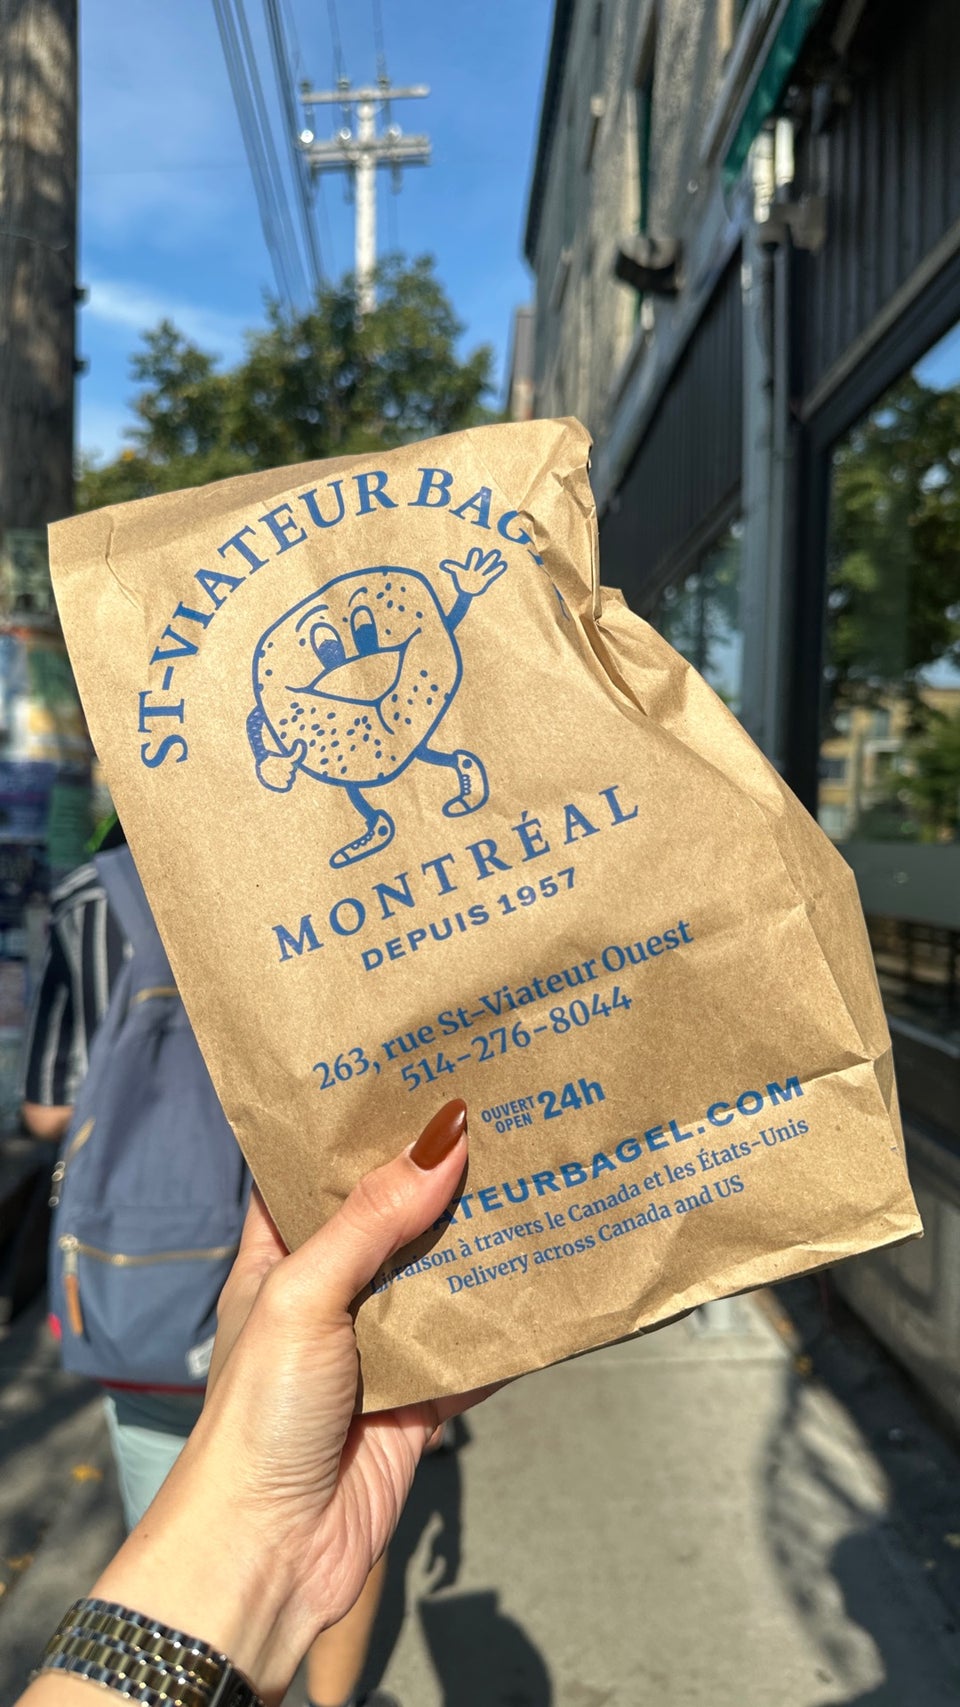 ST-VIATEUR BAG
MONTRÉAL
DEPUIS 1957
263, rue St-Viateur Ouest
514-276-8044
OUVERT
OPEN
24h
ATEURBAGEL.COM
Livraison à travers le Canada et les États-Unis
Delivery across Canada and US